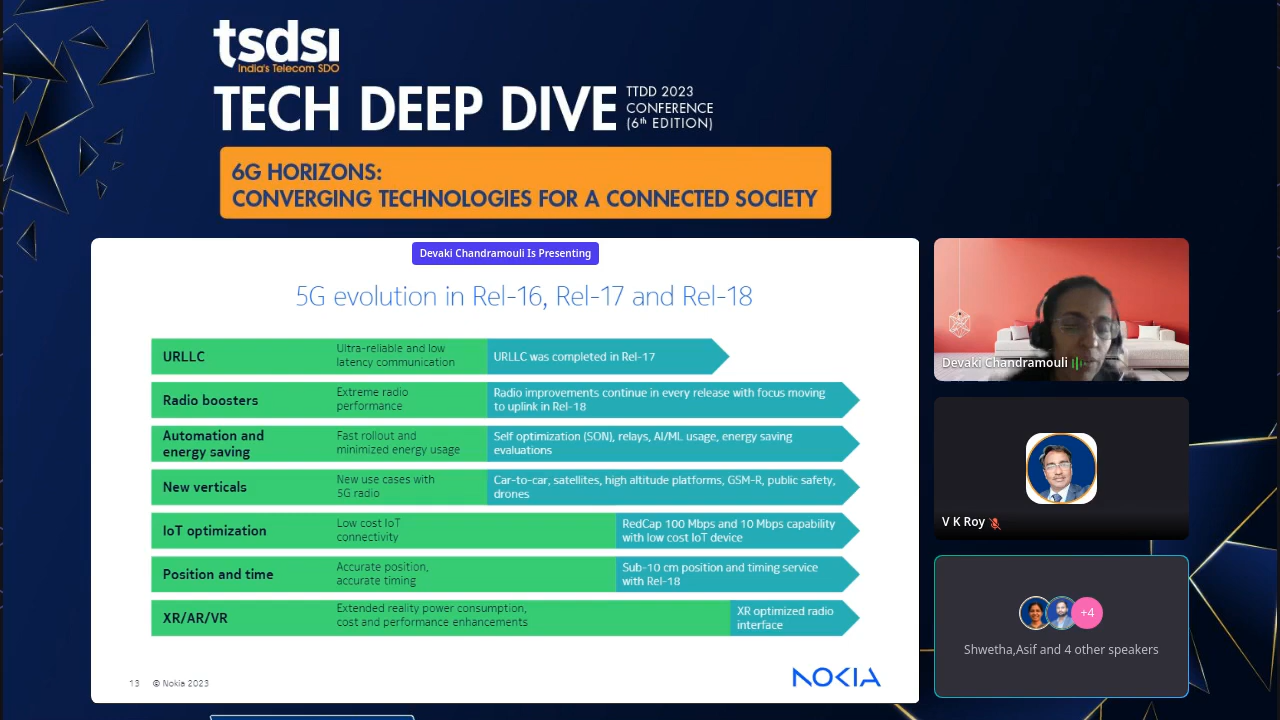 tsdsi
India's Telecom SDO
TECH DEEP DIVE
TTDD 2023
CONFERENCE
(6th EDITION)
6G HORIZONS:
CONVERGING TECHNOLOGIES FOR A CONNECTED SOCIETY
Devaki Chandramouli Is Presenting
5G evolution in Rel-16, Rel-17 and Rel-18
URLLC
Ultra-reliable and low
latency communication
URLLC was completed in Rel-17
Radio boosters
Extreme radio
performance
Radio improvements continue in every release with focus moving
to uplink in Rel-18
Automation and
energy saving
Fast rollout and
minimized energy usage
Self optimization (SON), relays, AI/ML usage, energy saving
evaluations
New verticals
New use cases with
5G radio
Car-to-car, satellites, high altitude platforms, GSM-R, public safety,
drones
IoT optimization
Low cost IoT
connectivity
RedCap 100 Mbps and 10 Mbps capability
with low cost IoT device
Position and time
Accurate position,
accurate timing
Sub-10 cm position and timing service
with Rel-18
XR/AR/VR
Extended reality power consumption,
cost and performance enhancements
XR optimized radio
interface
13 © Nokia 2023
NOKIA
Devaki Chandramouli
V K Roy
+4
Shwetha,Asif and 4 other speakers